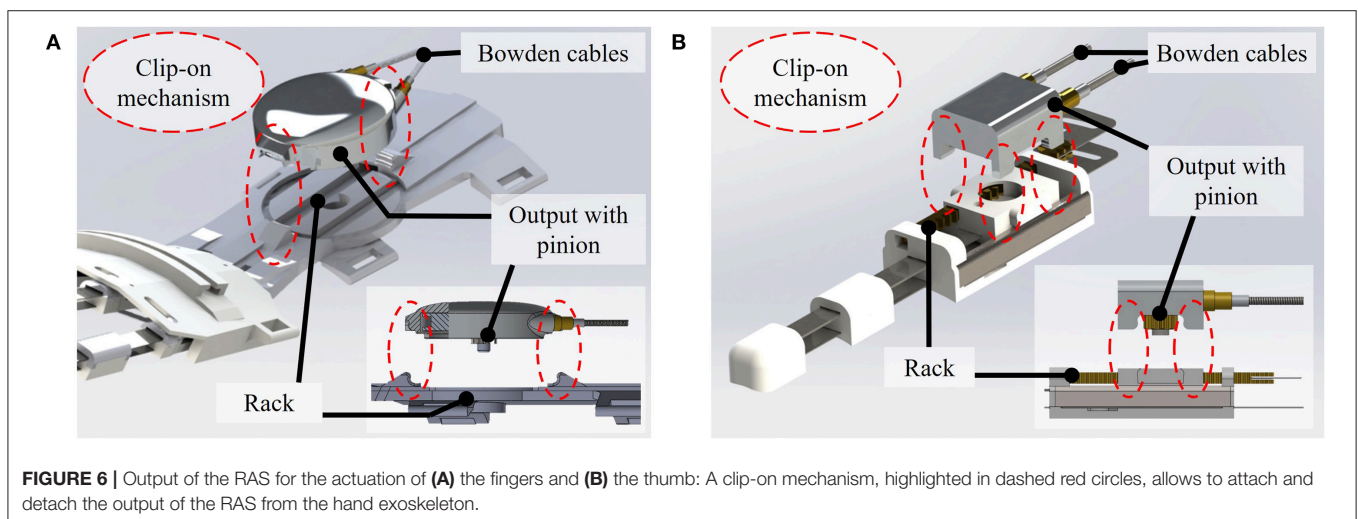 A
Clip-on
mechanism
Bowden cables
Output with
pinion
Rack
B
Clip-on
mechanism
Bowden cables
Output with
pinion
Rack
FIGURE 6 | Output of the RAS for the actuation of (A) the fingers and (B) the thumb: A clip-on mechanism, highlighted in dashed red circles, allows to attach and
detach the output of the RAS from the hand exoskeleton.